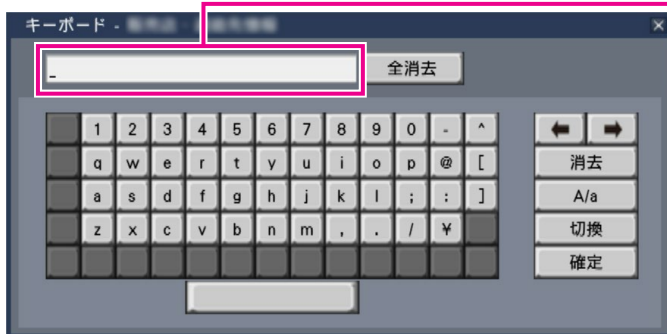 キーボード -
全消去
1 2 3 4 5 6 7 8 9 0 - ^
q w e r t y u i o p @ [ 消去
a s d f g h j k l ; : ] A/a
z x c v b n m , . / ¥ 切換
確定